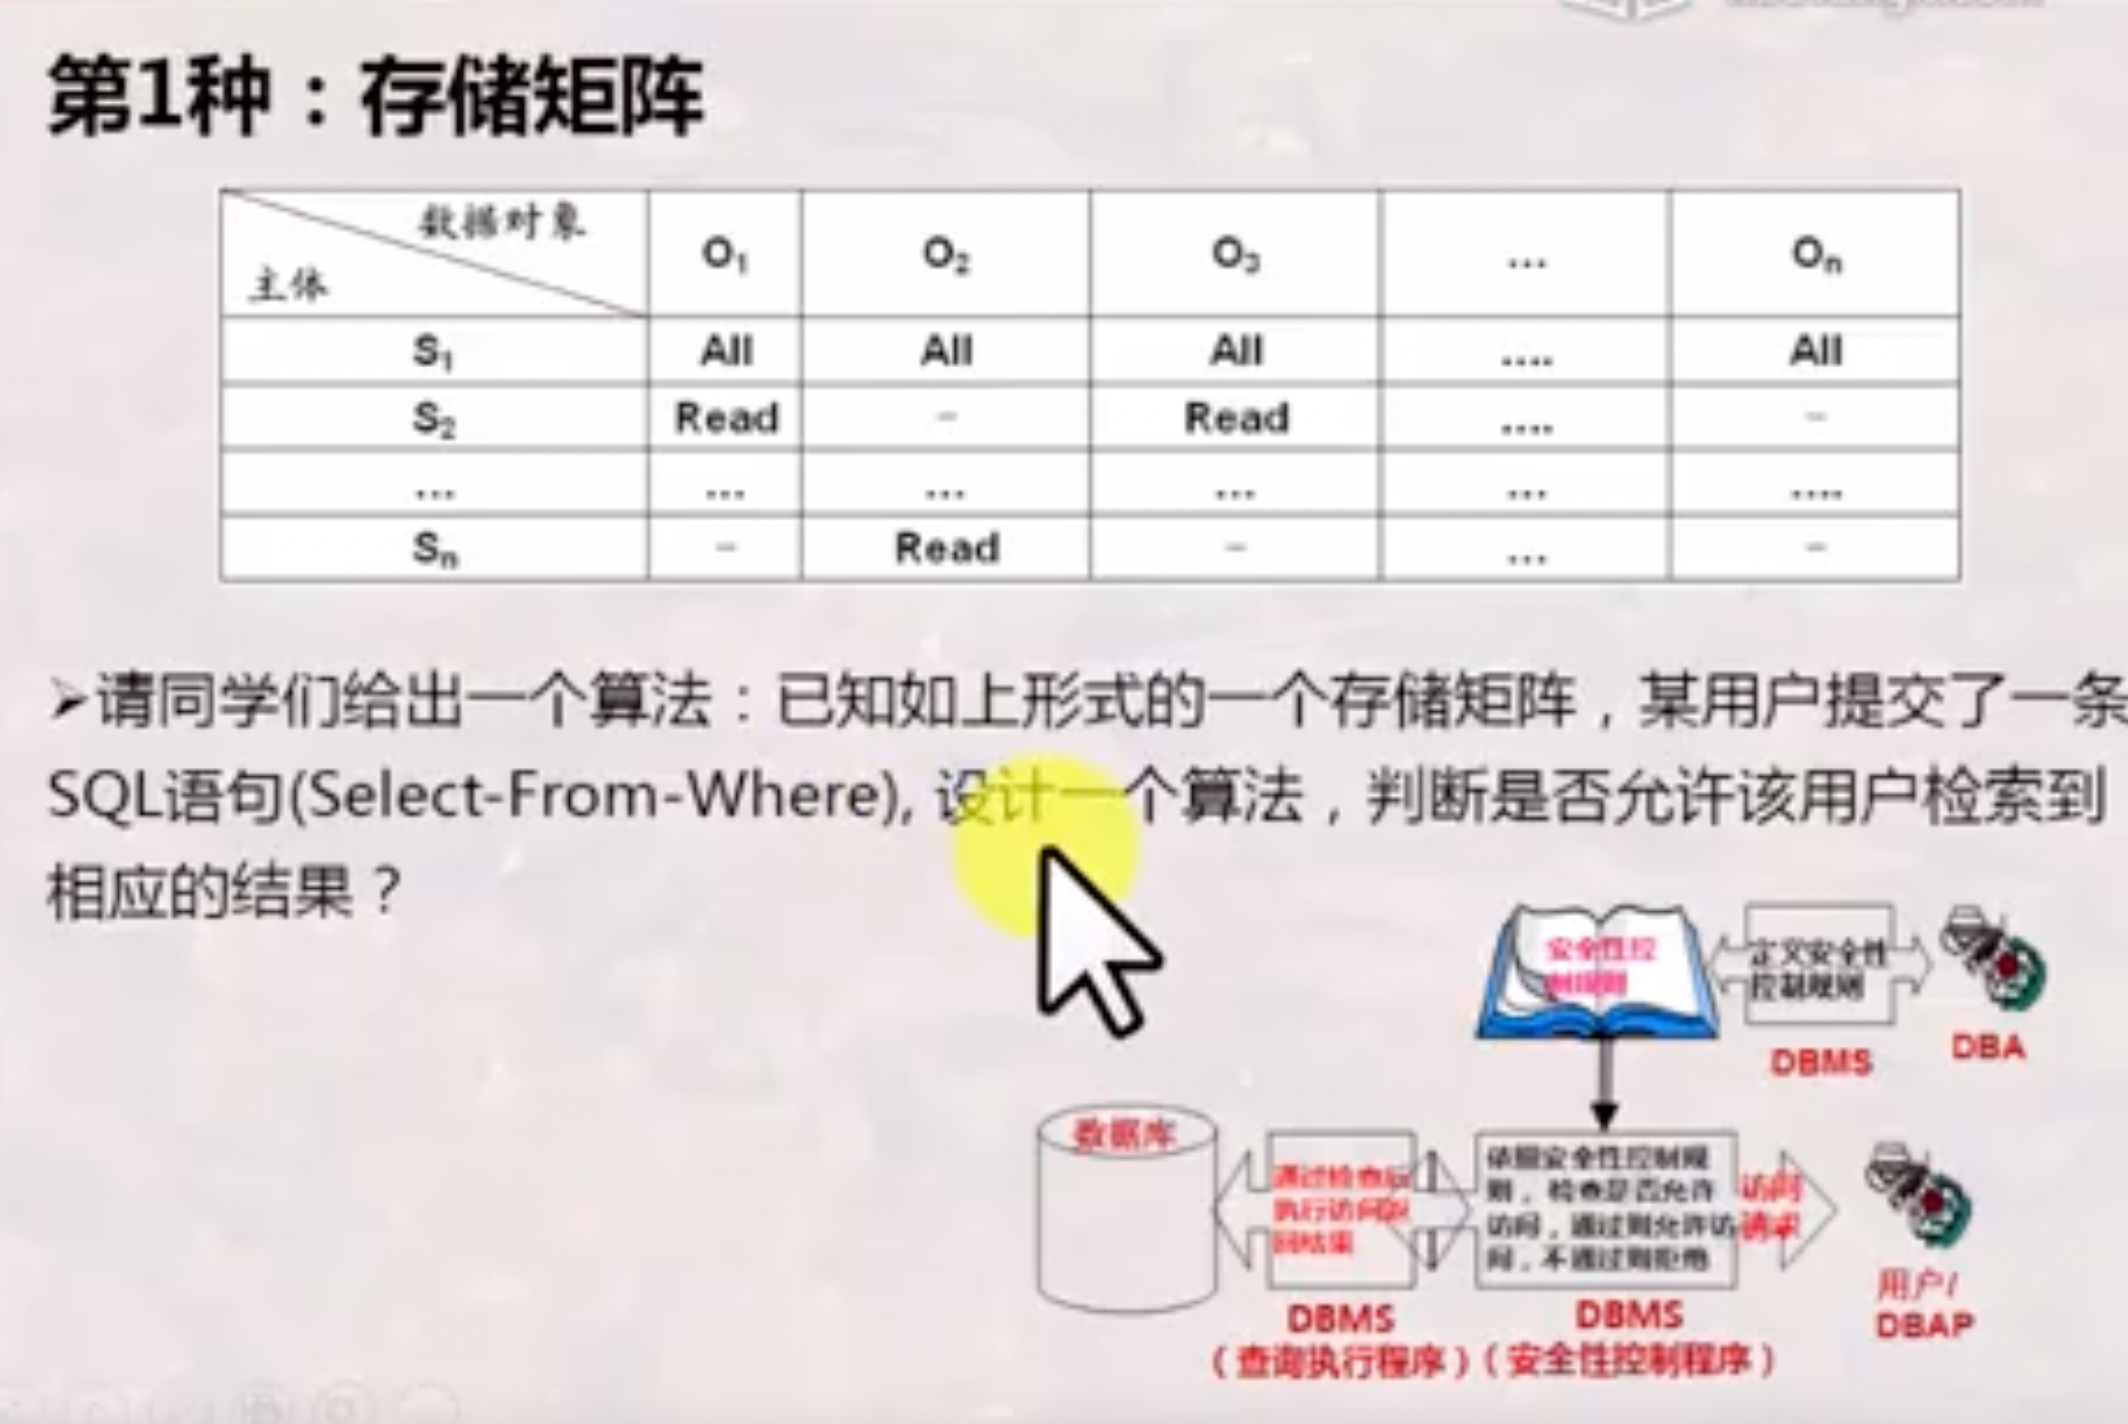 第1种：存储矩阵
数据对象
主体
O₁ O₂ O₃ ... Oₙ
S₁ All All All .... All
S₂ Read – Read .... –
... ... ... ... ... ....
Sₙ – Read – ... –
➢请同学们给出一个算法：已知如上形式的一个存储矩阵，某用户提交了一条
SQL语句(Select-From-Where), 设计一个算法，判断是否允许该用户检索到
相应的结果？
安全性控
制规则
定义安全性
控制规则
DBMS
DBA
数据库
通过检查后
执行访问返
回结果
DBMS
（查询执行程序）
依照安全性控制规
则，检查是否允许
访问，通过则允许访
问，不通过则拒绝
DBMS
（安全性控制程序）
访问
请求
用户/
DBAP